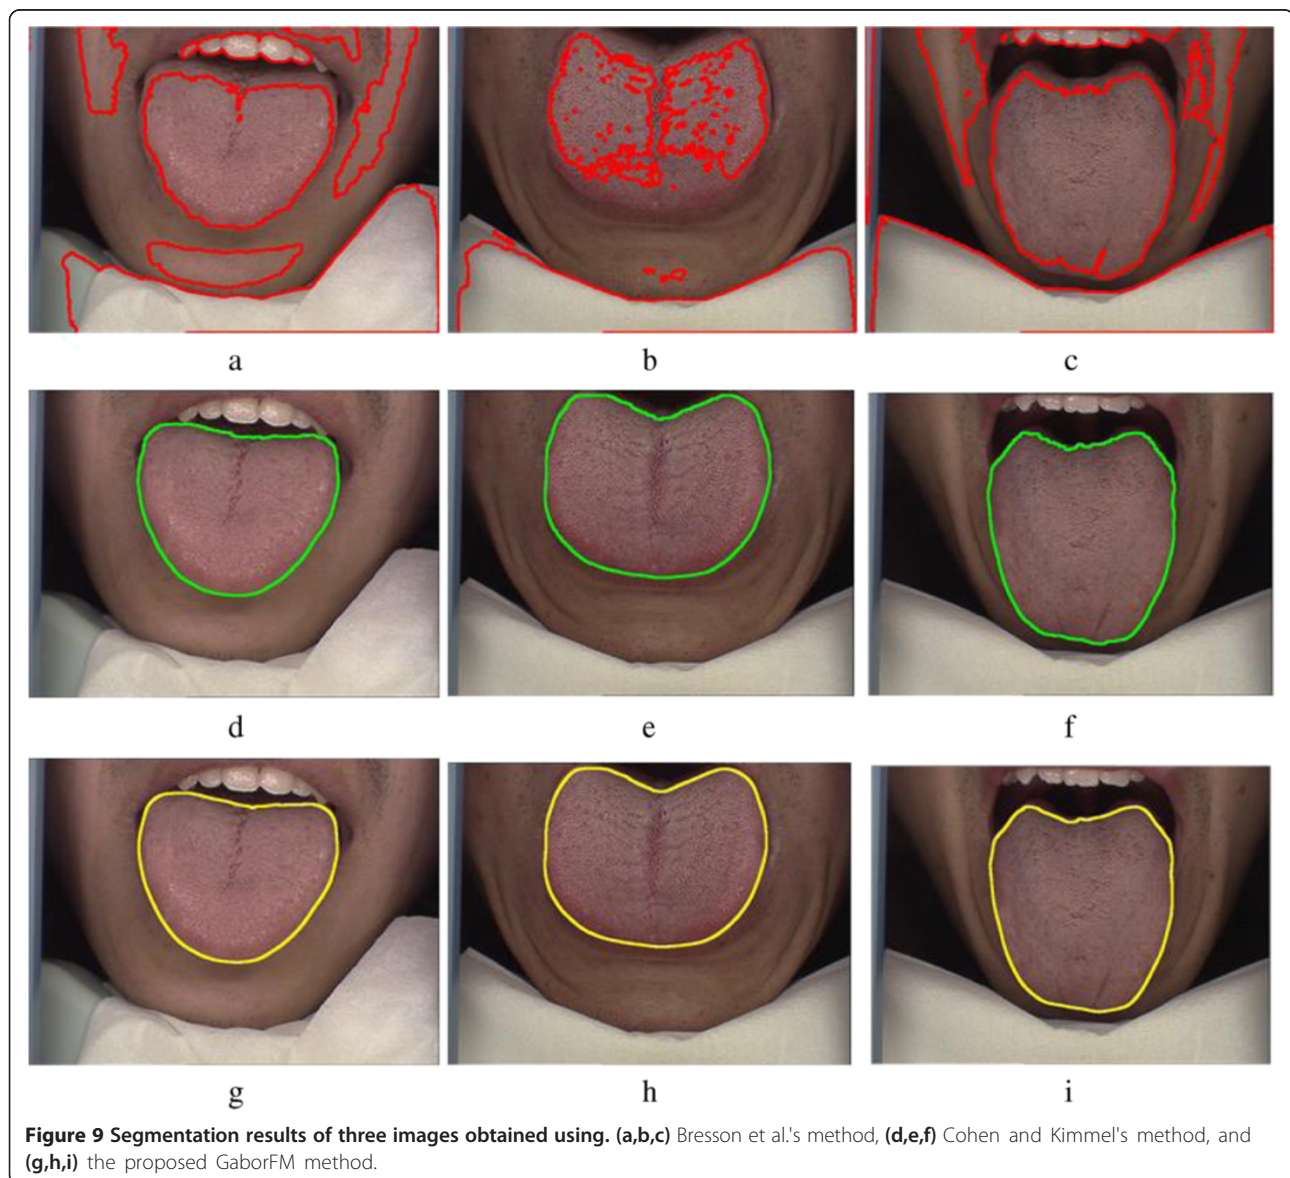 a b c
d e f
g h i
Figure 9 Segmentation results of three images obtained using. (a,b,c) Bresson et al.'s method, (d,e,f) Cohen and Kimmel's method, and
(g,h,i) the proposed GaborFM method.